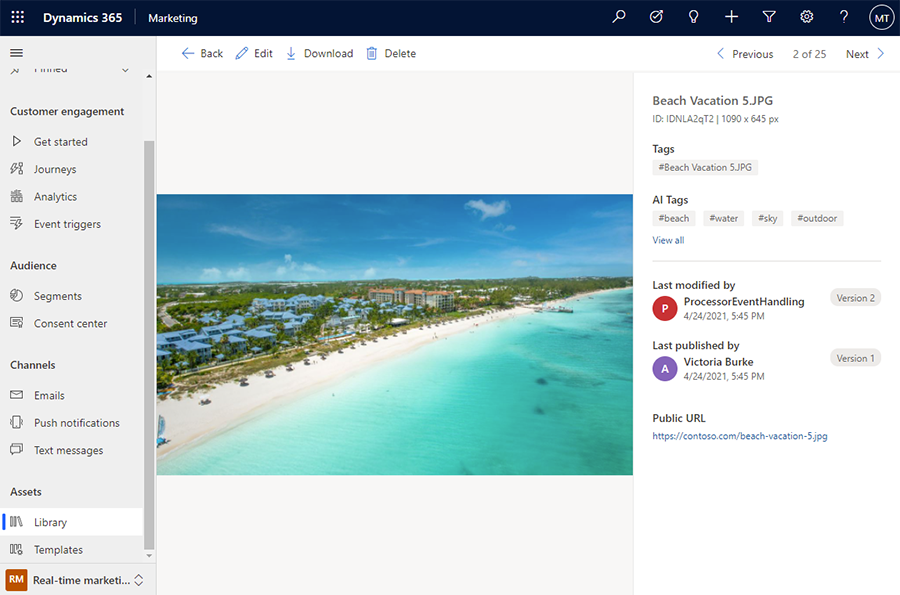 Dynamics 365 Marketing MT
Back Edit Download Delete Previous 2 of 25 Next
Pinned
Customer engagement
Get started
Journeys
Analytics
Event triggers
Audience
Segments
Consent center
Channels
Emails
Push notifications
Text messages
Assets
Library
Templates
RM Real-time marketi...
Beach Vacation 5.JPG
ID: IDNLA2qT2 | 1090 x 645 px
Tags
#Beach Vacation 5.JPG
AI Tags
#beach #water #sky #outdoor
View all
Last modified by
P ProcessorEventHandling Version 2
4/24/2021, 5:45 PM
Last published by
A Victoria Burke Version 1
4/24/2021, 5:45 PM
Public URL
https://contoso.com/beach-vacation-5.jpg